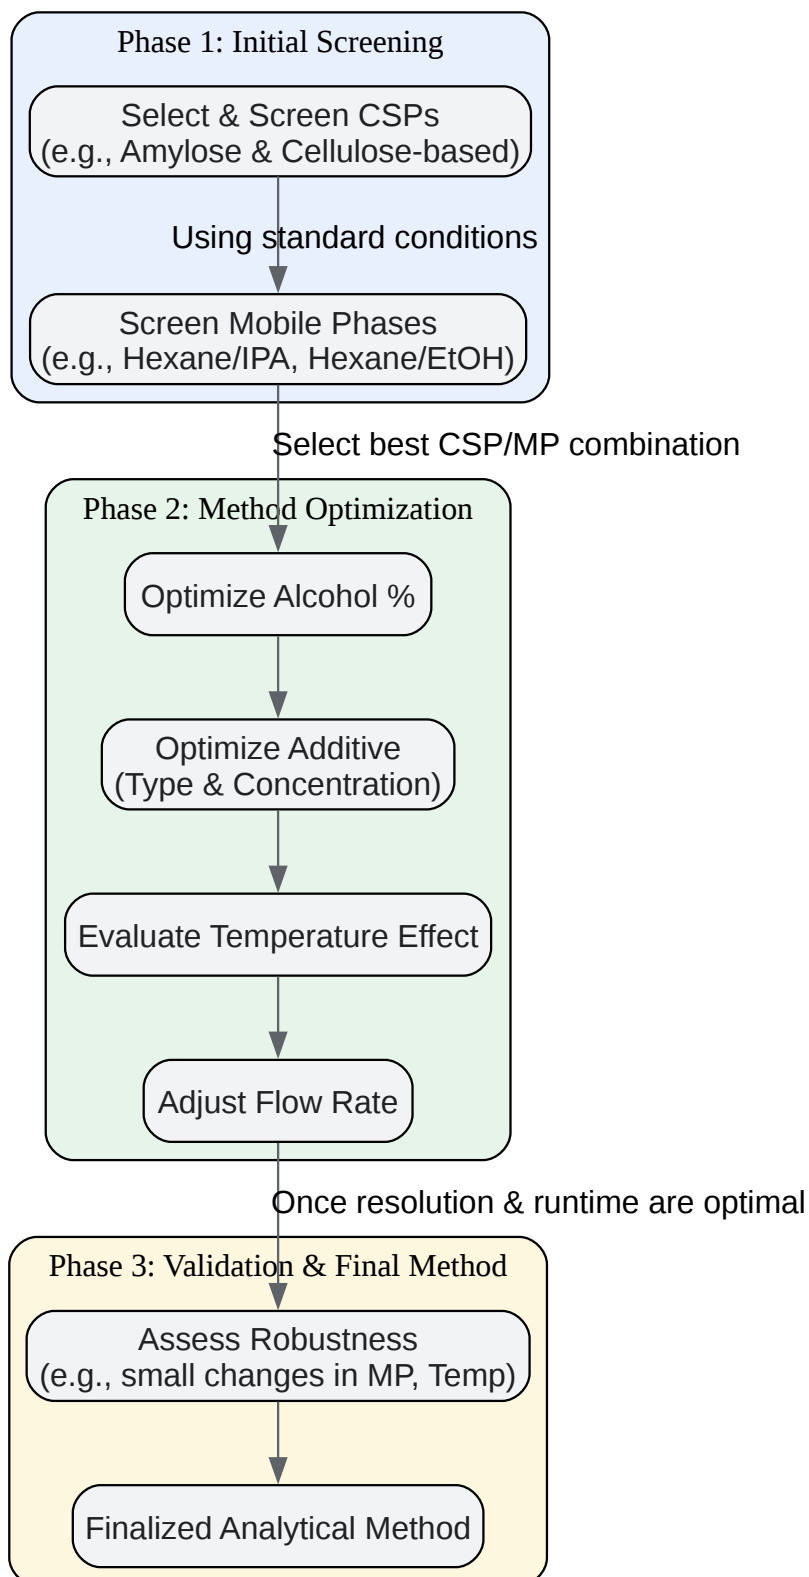 Phase 1: Initial Screening
Select & Screen CSPs
(e.g., Amylose & Cellulose-based)
Using standard conditions
Screen Mobile Phases
(e.g., Hexane/IPA, Hexane/EtOH)
Select best CSP/MP combination
Phase 2: Method Optimization
Optimize Alcohol %
Optimize Additive
(Type & Concentration)
Evaluate Temperature Effect
Adjust Flow Rate
Once resolution & runtime are optimal
Phase 3: Validation & Final Method
Assess Robustness
(e.g., small changes in MP, Temp)
Finalized Analytical Method